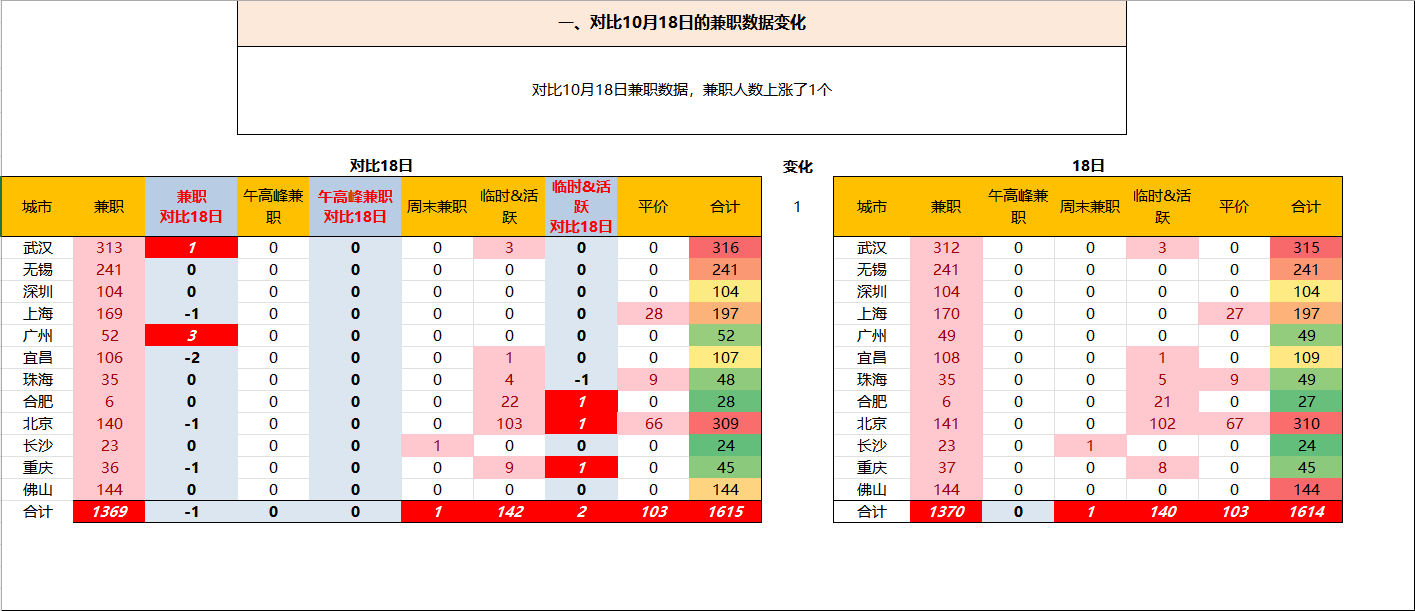 一、对比10月18日的兼职数据变化
对比10月18日兼职数据，兼职人数上涨了1个
对比18日 变化 18日
城市 兼职 兼职 对比18日 午高峰兼职 午高峰兼职 对比18日 周末兼职 临时&活跃 临时&活跃 对比18日 平价 合计 1 城市 兼职 午高峰兼职 周末兼职 临时&活跃 平价 合计
武汉 313 1 0 0 0 3 0 0 316 武汉 312 0 0 3 0 315
无锡 241 0 0 0 0 0 0 0 241 无锡 241 0 0 0 0 241
深圳 104 0 0 0 0 0 0 0 104 深圳 104 0 0 0 0 104
上海 169 -1 0 0 0 0 0 28 197 上海 170 0 0 0 27 197
广州 52 3 0 0 0 0 0 0 52 广州 49 0 0 0 0 49
宜昌 106 -2 0 0 0 1 0 0 107 宜昌 108 0 0 1 0 109
珠海 35 0 0 0 0 4 -1 9 48 珠海 35 0 0 5 9 49
合肥 6 0 0 0 0 22 1 0 28 合肥 6 0 0 21 0 27
北京 140 -1 0 0 0 103 1 66 309 北京 141 0 0 102 67 310
长沙 23 0 0 0 1 0 0 0 24 长沙 23 0 1 0 0 24
重庆 36 -1 0 0 0 9 1 0 45 重庆 37 0 0 8 0 45
佛山 144 0 0 0 0 0 0 0 144 佛山 144 0 0 0 0 144
合计 1369 -1 0 0 1 142 2 103 1615 合计 1370 0 1 140 103 1614